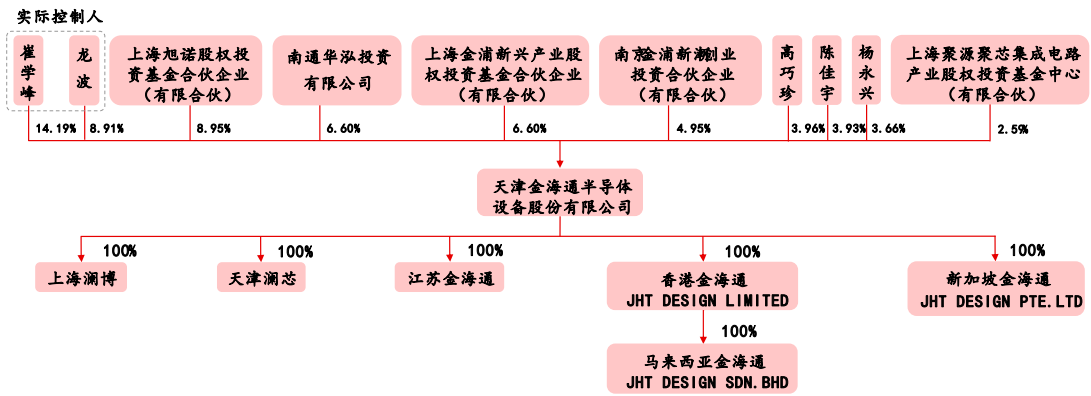 实际控制人
崔学峰
龙波
上海旭诺股权投
资基金合伙企业
（有限合伙）
南通华泓投资
有限公司
上海金浦新兴产业股
权投资基金合伙企业
（有限合伙）
南京金浦新潮创业
投资合伙企业
（有限合伙）
高巧珍
陈佳宇
杨永兴
上海聚源聚芯集成电路
产业股权投资基金中心
（有限合伙）
14.19%
8.91%
8.95%
6.60%
6.60%
4.95%
3.96%
3.93%
3.66%
2.59%
天津金海通半导体
设备股份有限公司
100%
100%
100%
100%
100%
上海澜博
天津澜芯
江苏金海通
香港金海通
JHT DESIGN LIMITED
新加坡金海通
JHT DESIGN PTE.LTD
100%
马来西亚金海通
JHT DESIGN SDN.BHD